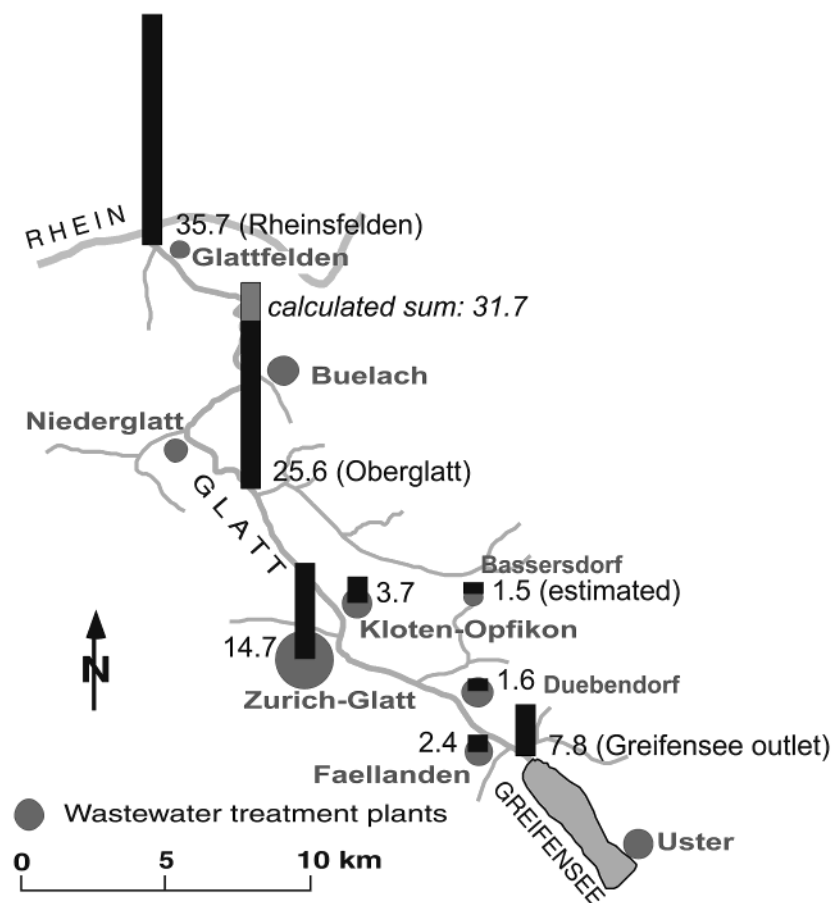 RHEIN
35.7 (Rheinsfelden)
Glattfelden
calculated sum: 31.7
Buelach
Niederglatt
25.6 (Oberglatt)
GLATT
Bassersdorf
1.5 (estimated)
3.7
Kloten-Opfikon
14.7
Zurich-Glatt
1.6 Duebendorf
2.4
7.8 (Greifensee outlet)
Faellanden
N
GREIFENSEE
Wastewater treatment plants
Uster
0 5 10 km